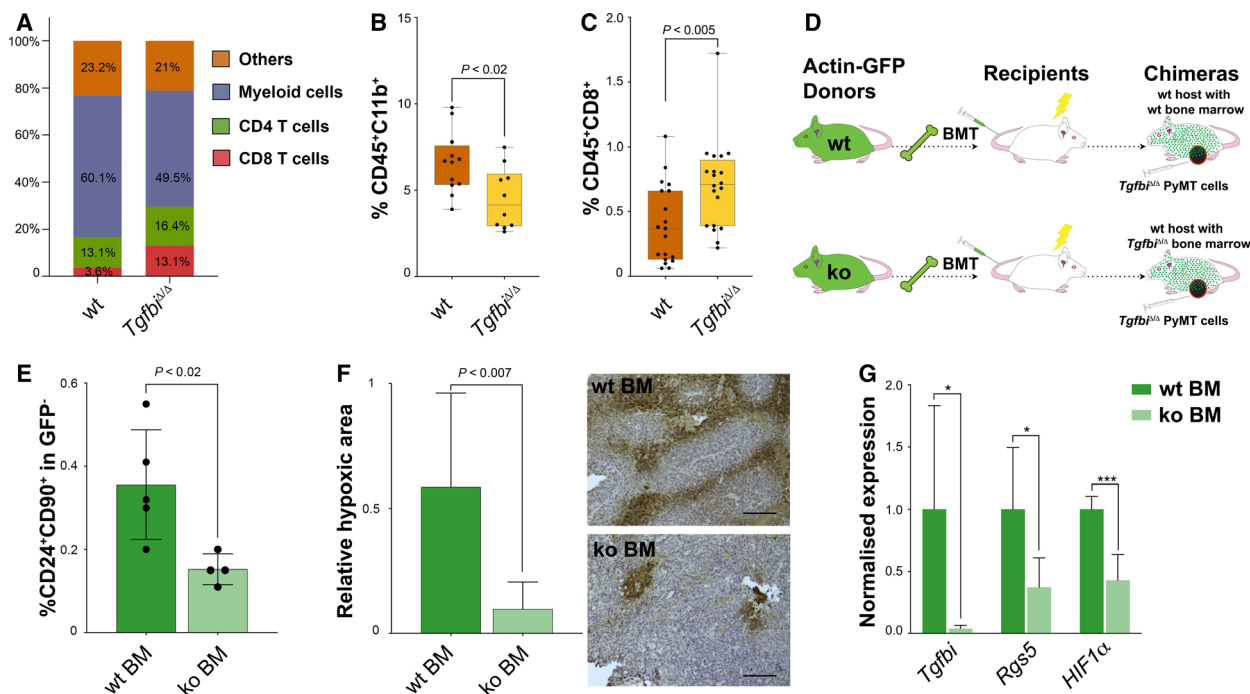 A
100%
80%
60%
40%
20%
0
23.2%
60.1%
13.1%
3.6%
21%
49.5%
16.4%
13.1%
wt
Tgfbi^Δ/Δ
Others
Myeloid cells
CD4 T cells
CD8 T cells
B
% CD45⁺C11b⁺
15
10
5
0
P < 0.02
wt
Tgfbi^Δ/Δ
C
% CD45⁺CD8⁺
2.0
1.5
1.0
0.5
0
P < 0.005
wt
Tgfbi^Δ/Δ
D
Actin-GFP
Donors
Recipients
Chimeras
wt host with
wt bone marrow
wt
BMT
Tgfbi^Δ/Δ PyMT cells
wt host with
Tgfbi^Δ/Δ bone marrow
ko
BMT
Tgfbi^Δ/Δ PyMT cells
E
%CD24⁺CD90⁺ in GFP⁻
0.6
0.4
0.2
0
P < 0.02
wt BM
ko BM
F
Relative hypoxic area
1
0.5
0
P < 0.007
wt BM
ko BM
wt BM
ko BM
G
Normalised expression
2.0
1.5
1.0
0.5
0.0
*
*
***
Tgfbi
Rgs5
HIF1α
wt BM
ko BM